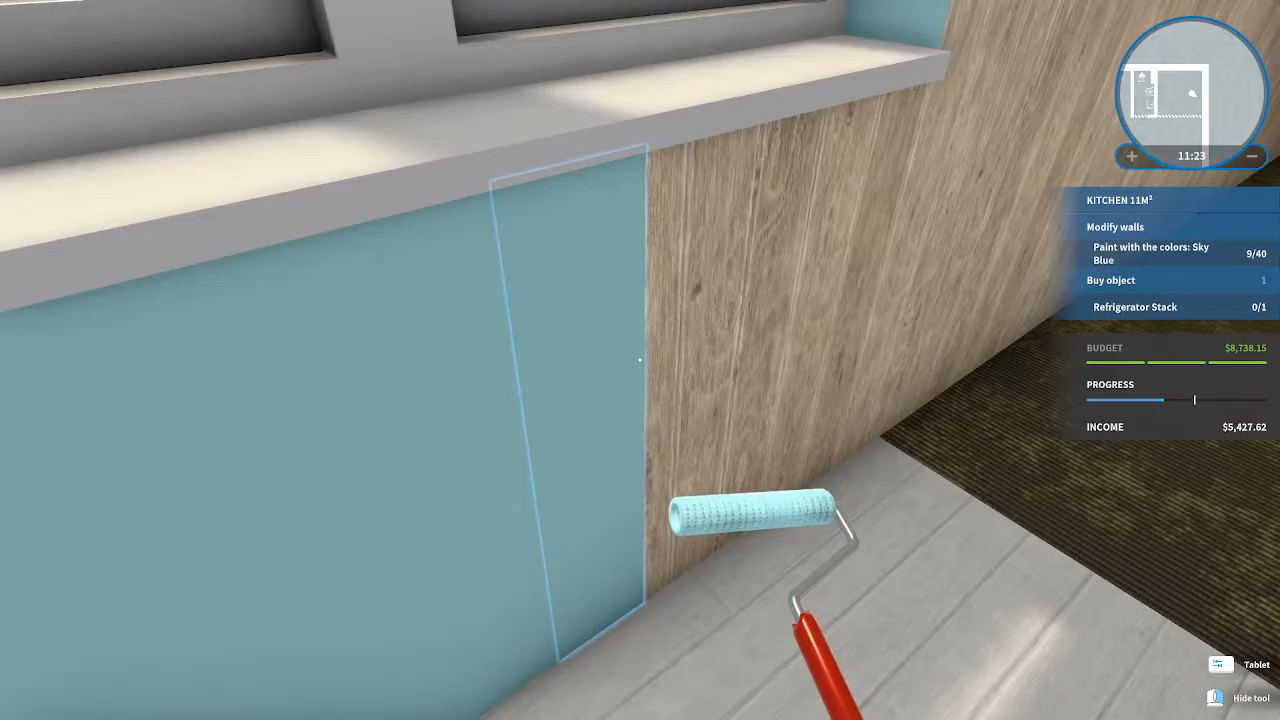 11:23
KITCHEN 11M²
Modify walls
Paint with the colors: Sky
Blue 9/40
Buy object 1
Refrigerator Stack 0/1
BUDGET $8,738.15
PROGRESS
INCOME $5,427.62
Tablet
Hide tool